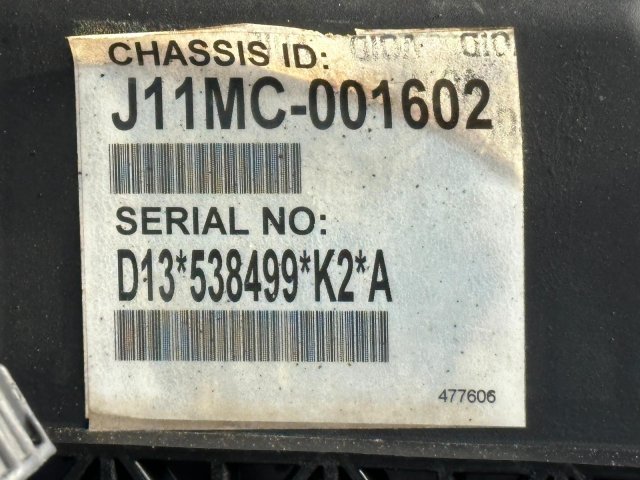 CHASSIS ID:
J11MC-001602
SERIAL NO:
D13*538499*K2*A
477606